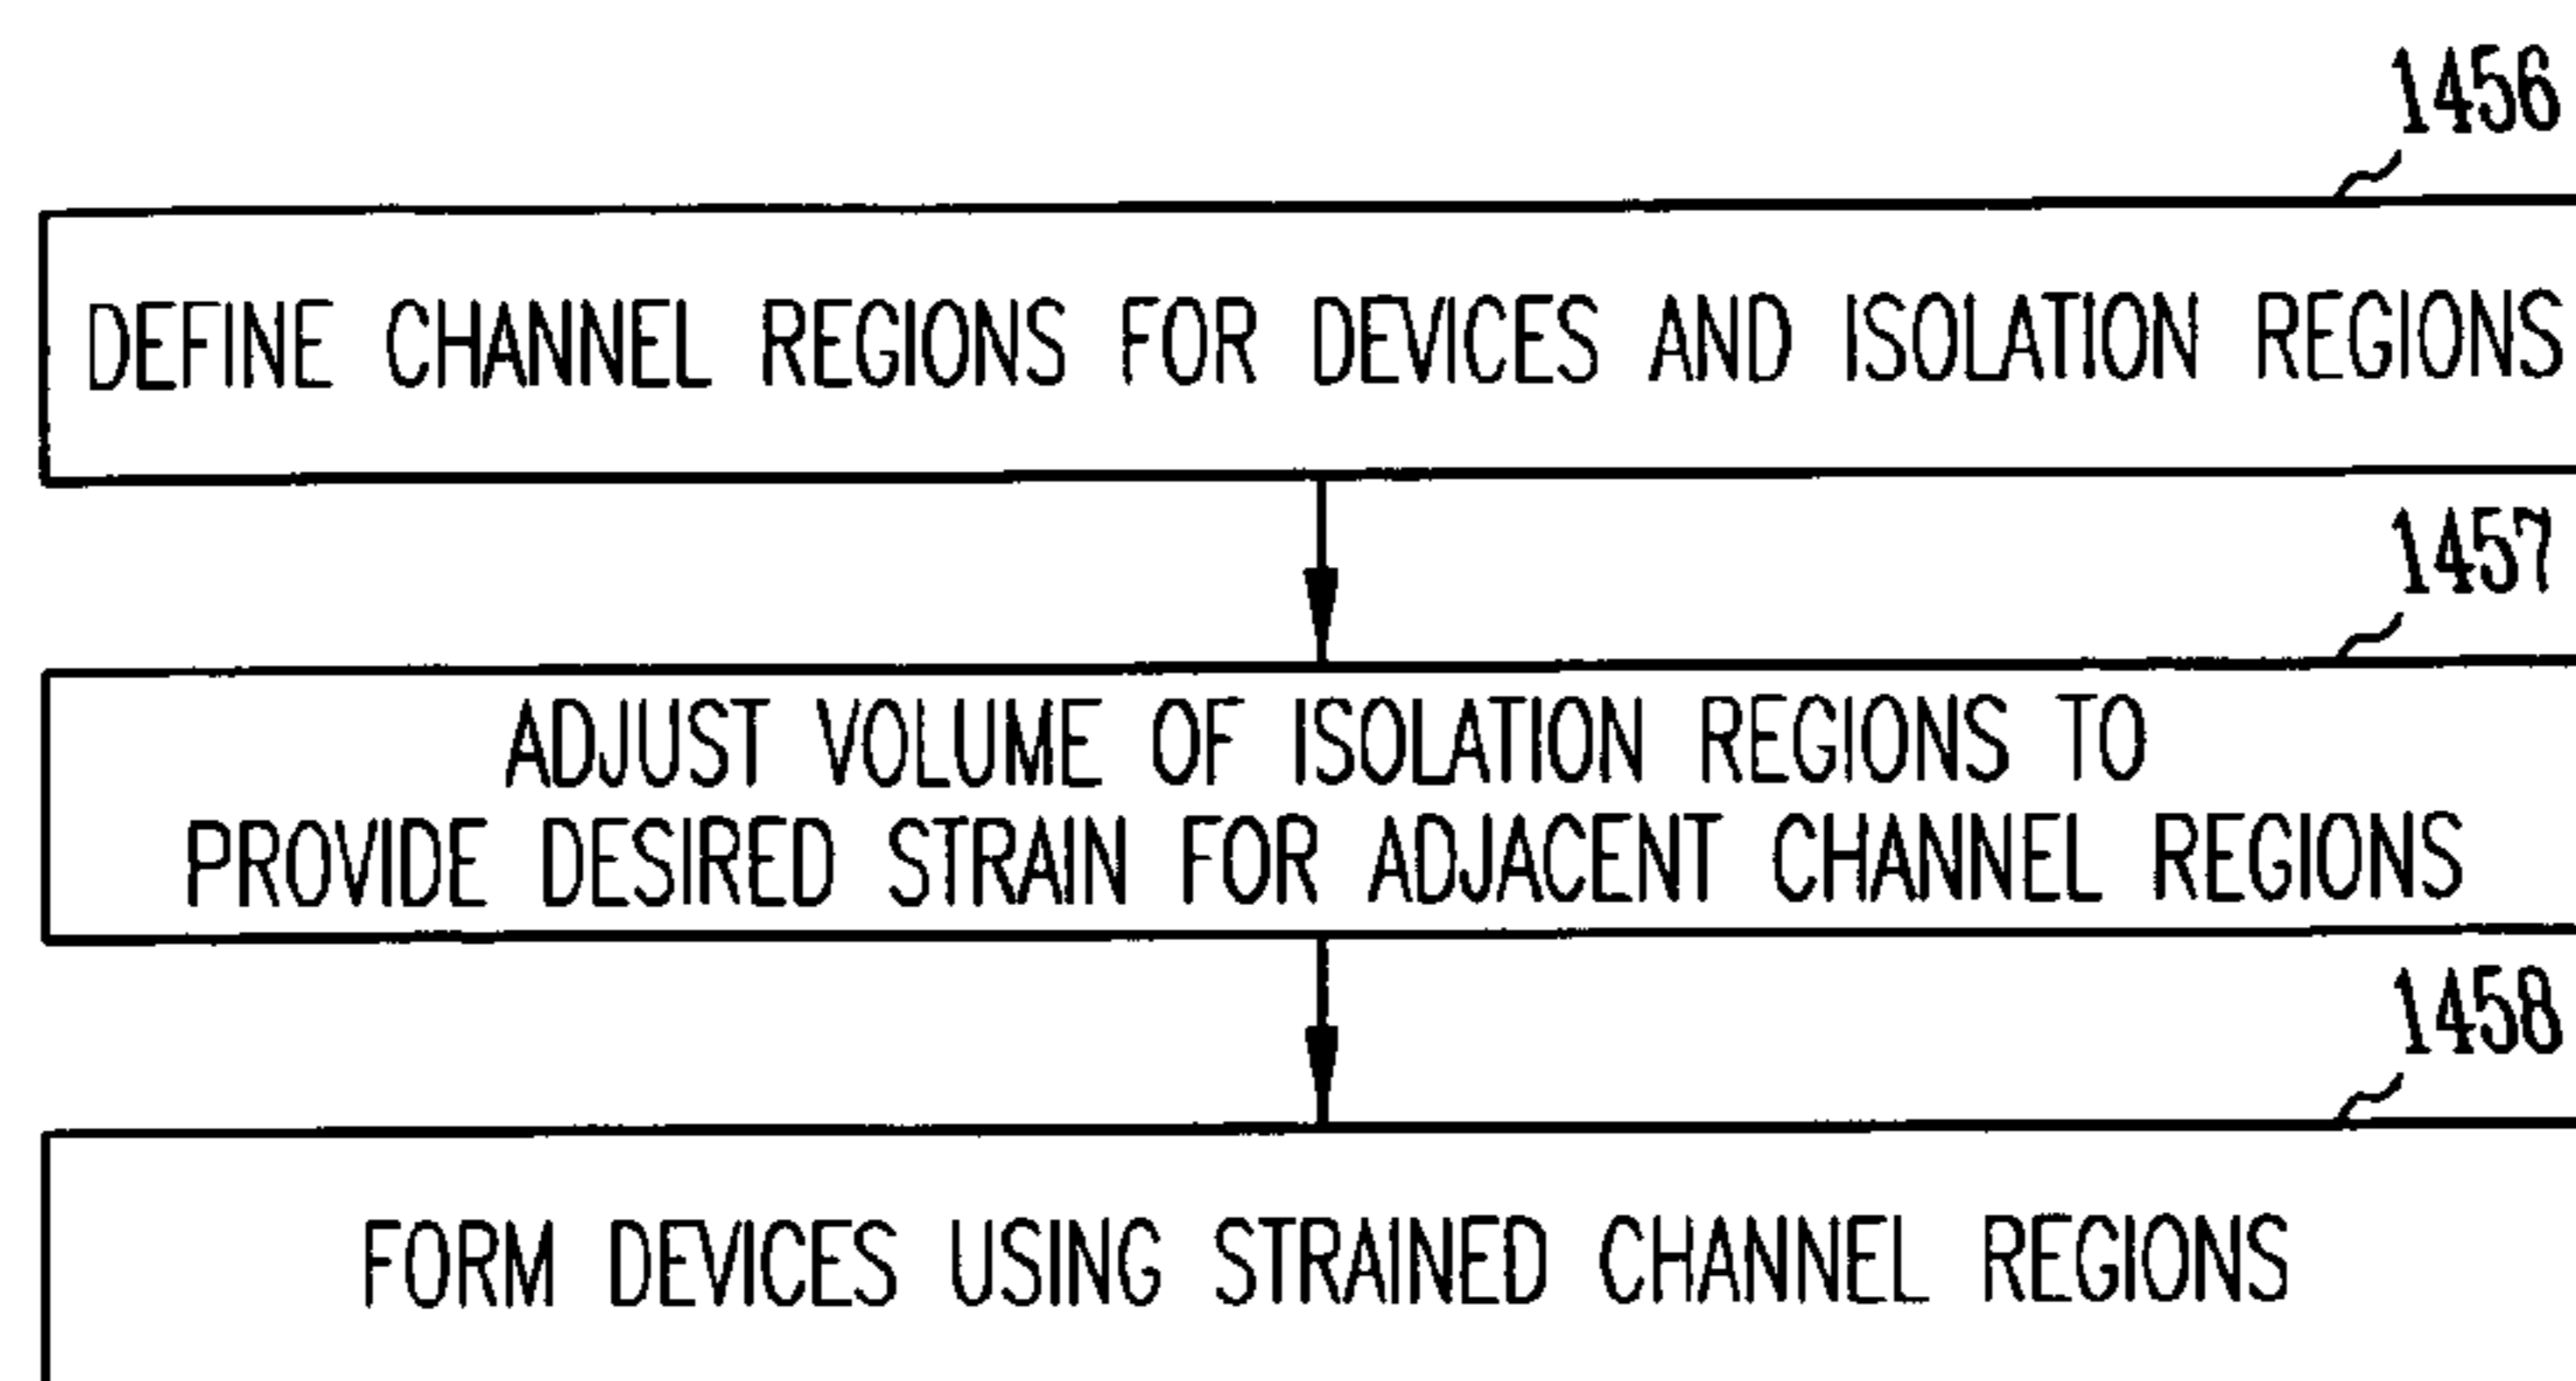 1456
DEFINE CHANNEL REGIONS FOR DEVICES AND ISOLATION REGIONS
1457
ADJUST VOLUME OF ISOLATION REGIONS TO
PROVIDE DESIRED STRAIN FOR ADJACENT CHANNEL REGIONS
1458
FORM DEVICES USING STRAINED CHANNEL REGIONS